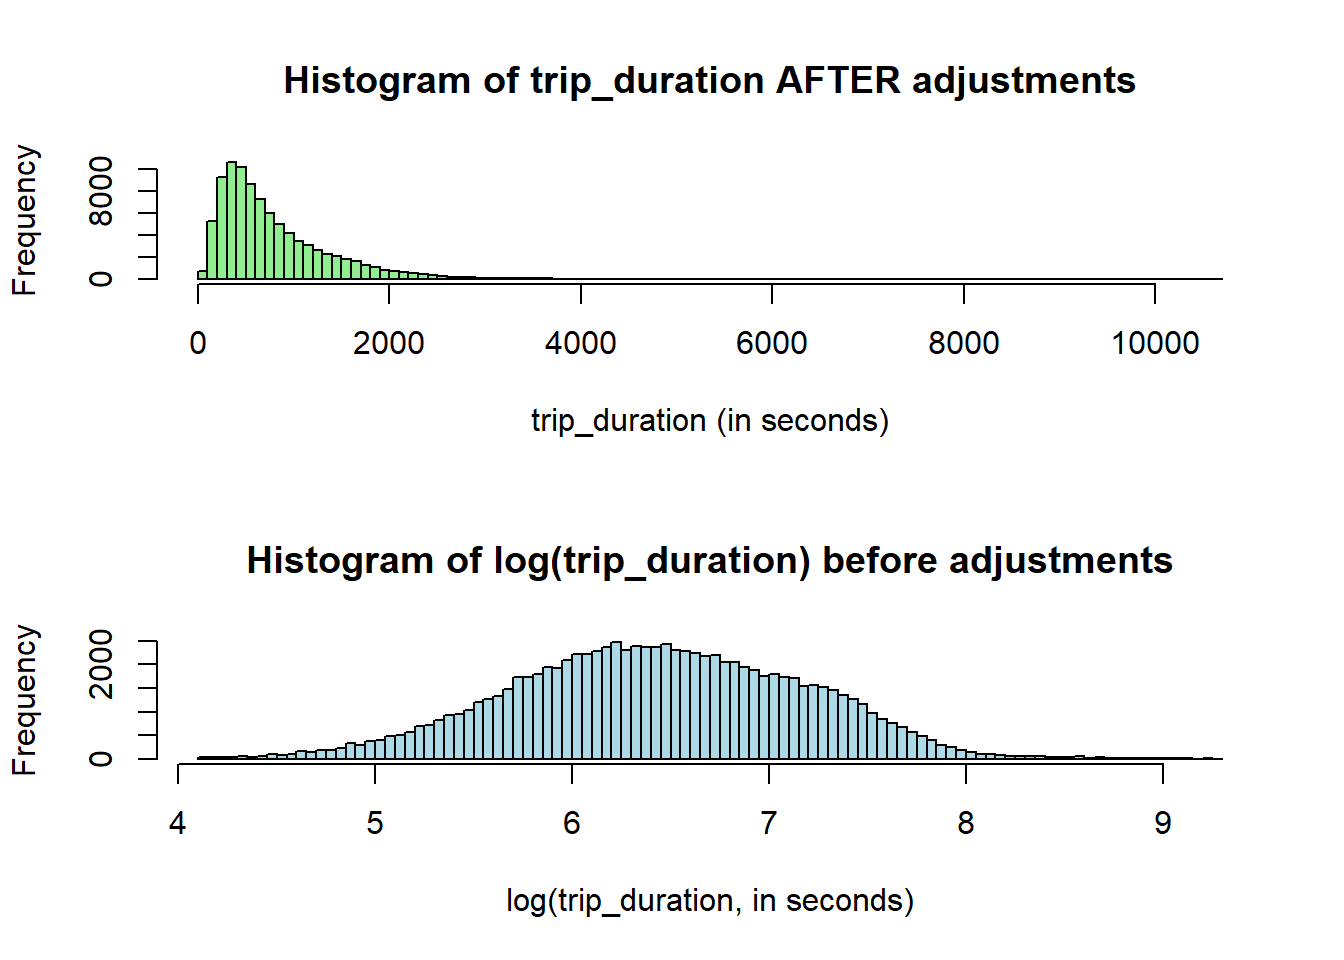 Histogram of trip_duration AFTER adjustments
Frequency
8000
0
0 2000 4000 6000 8000 10000
trip_duration (in seconds)
Histogram of log(trip_duration) before adjustments
Frequency
2000
0
4 5 6 7 8 9
log(trip_duration, in seconds)